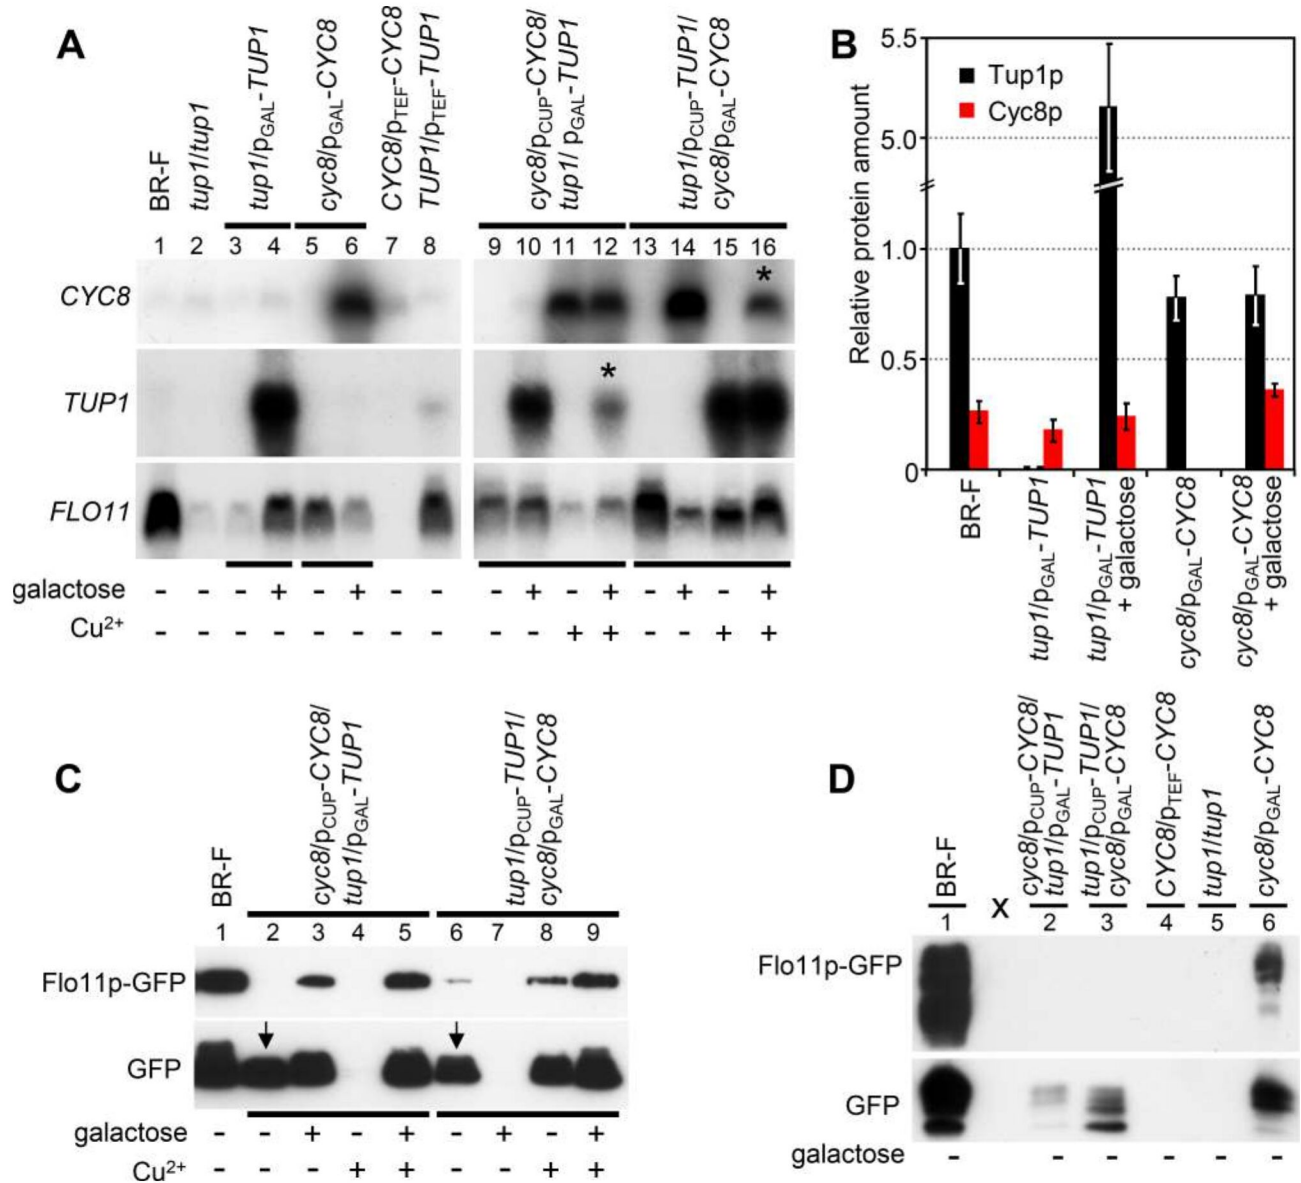 A
BR-F
tup1/tup1
tup1/pGAL-TUP1
cyc8/pGAL-CYC8
CYC8/pTEF-CYC8
TUP1/pTEF-TUP1
cyc8/pCUP-CYC8/
tup1/ pGAL-TUP1
tup1/pCUP-TUP1/
cyc8/pGAL-CYC8
1 2 3 4 5 6 7 8 9 10 11 12 13 14 15 16
CYC8 *
TUP1 *
FLO11
galactose - - - + - + - - - + - + - + - +
Cu2+ - - - - - - - - - - + + - - + +
B
Relative protein amount
5.5
5.0
1.0
0.5
0
Tup1p
Cyc8p
BR-F
tup1/pGAL-TUP1
tup1/pGAL-TUP1
+ galactose
cyc8/pGAL-CYC8
cyc8/pGAL-CYC8
+ galactose
C
BR-F
cyc8/pCUP-CYC8/
tup1/pGAL-TUP1
tup1/pCUP-TUP1/
cyc8/pGAL-CYC8
1 2 3 4 5 6 7 8 9
Flo11p-GFP
GFP
galactose - - + - + - + - +
Cu2+ - - - + + - - + +
D
BR-F
X
cyc8/pCUP-CYC8/
tup1/pGAL-TUP1
tup1/pCUP-TUP1/
cyc8/pGAL-CYC8
CYC8/pTEF-CYC8
tup1/tup1
cyc8/pGAL-CYC8
1 2 3 4 5 6
Flo11p-GFP
GFP
galactose - - - - - -